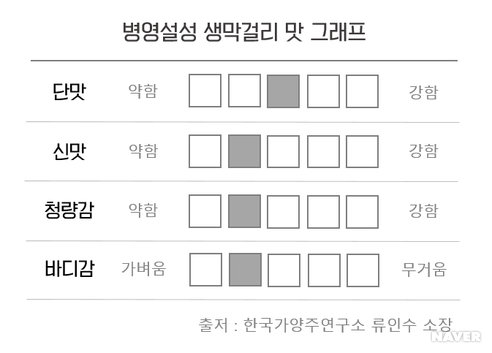 병영설성 생막걸리 맛 그래프
단맛 약함 강함
신맛 약함 강함
청량감 약함 강함
바디감 가벼움 무거움
출저 : 한국가양주연구소 류인수 소장
NAVER